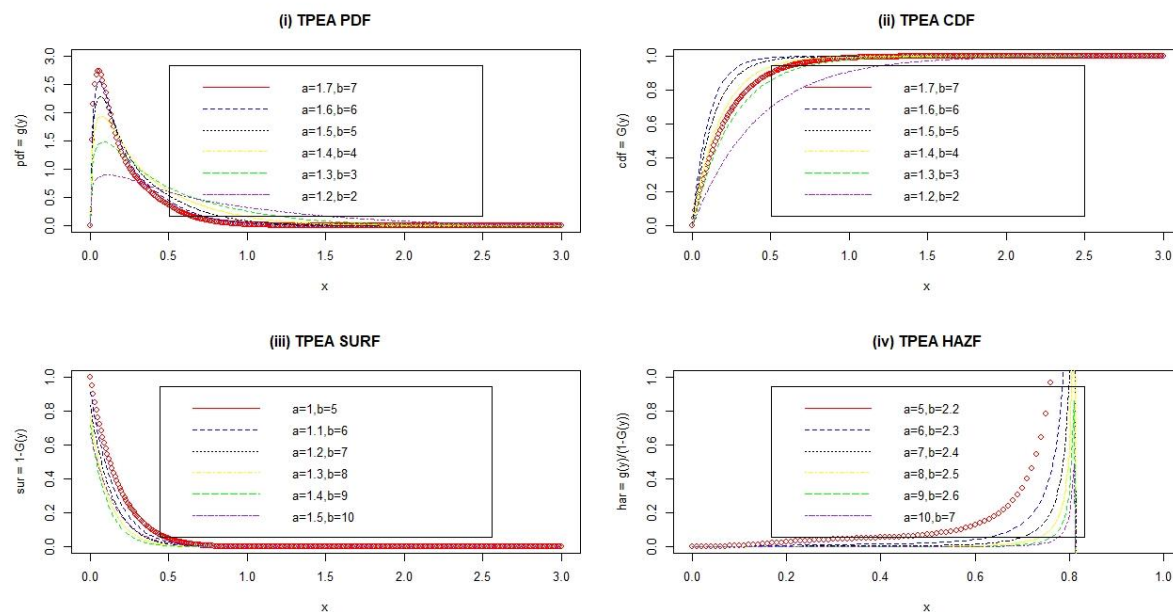 (i) TPEA PDF
pdf = g(y)
0.0 0.5 1.0 1.5 2.0 2.5 3.0
a=1.7,b=7
a=1.6,b=6
a=1.5,b=5
a=1.4,b=4
a=1.3,b=3
a=1.2,b=2
0.0 0.5 1.0 1.5 2.0 2.5 3.0
x
(ii) TPEA CDF
cdf = G(y)
0.0 0.2 0.4 0.6 0.8 1.0
a=1.7,b=7
a=1.6,b=6
a=1.5,b=5
a=1.4,b=4
a=1.3,b=3
a=1.2,b=2
0.0 0.5 1.0 1.5 2.0 2.5 3.0
x
(iii) TPEA SURF
sur = 1-G(y)
0.0 0.2 0.4 0.6 0.8 1.0
a=1,b=5
a=1.1,b=6
a=1.2,b=7
a=1.3,b=8
a=1.4,b=9
a=1.5,b=10
0.0 0.5 1.0 1.5 2.0 2.5 3.0
x
(iv) TPEA HAZF
har = g(y)/(1-G(y))
0.0 0.2 0.4 0.6 0.8 1.0
a=5,b=2.2
a=6,b=2.3
a=7,b=2.4
a=8,b=2.5
a=9,b=2.6
a=10,b=7
0.0 0.2 0.4 0.6 0.8 1.0
x